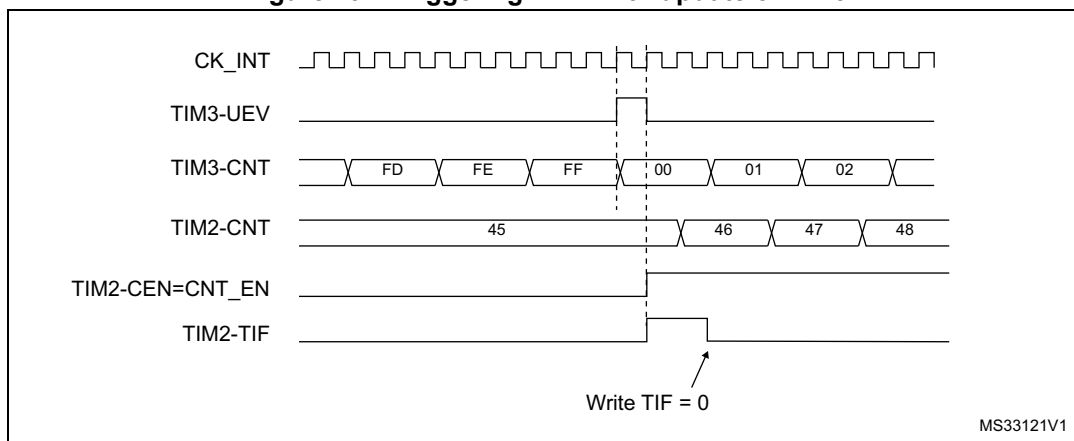 CK_INT
TIM3-UEV
TIM3-CNT FD FE FF 00 01 02
TIM2-CNT 45 46 47 48
TIM2-CEN=CNT_EN
TIM2-TIF
Write TIF = 0
MS33121V1